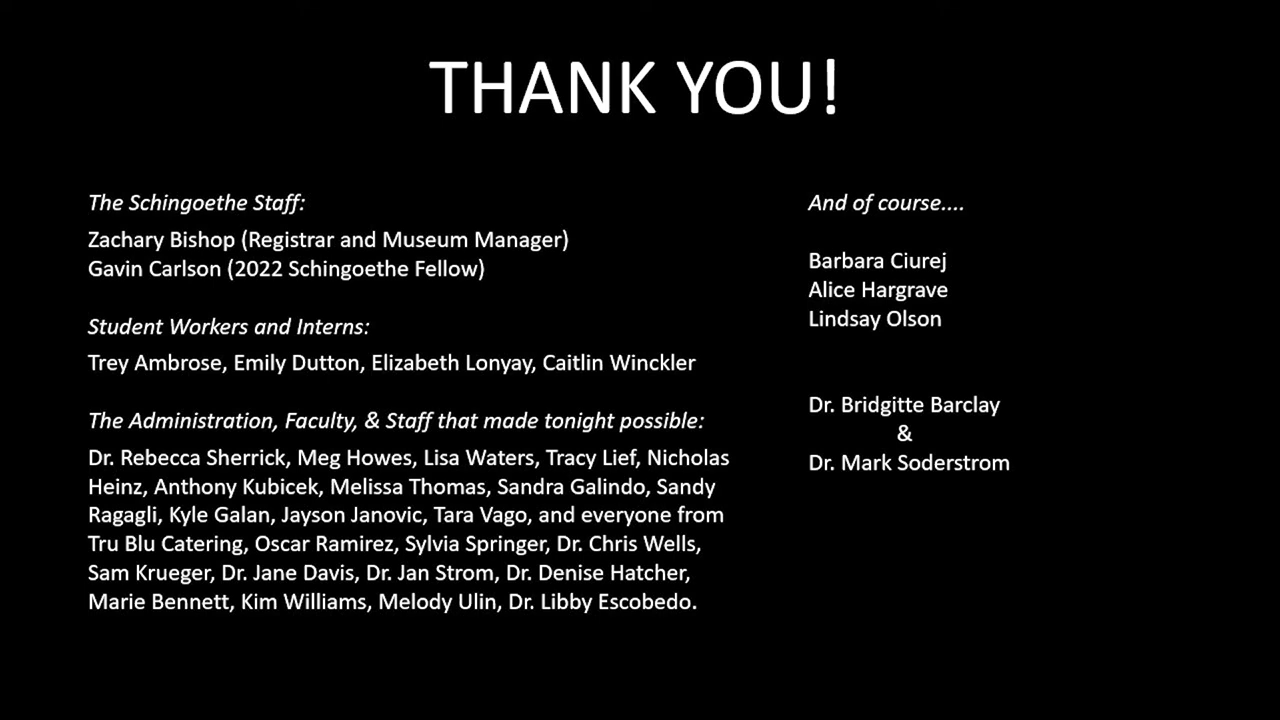 THANK YOU!
The Schingoethe Staff:
Zachary Bishop (Registrar and Museum Manager)
Gavin Carlson (2022 Schingoethe Fellow)
Student Workers and Interns:
Trey Ambrose, Emily Dutton, Elizabeth Lonyay, Caitlin Winckler
The Administration, Faculty, & Staff that made tonight possible:
Dr. Rebecca Sherrick, Meg Howes, Lisa Waters, Tracy Lief, Nicholas
Heinz, Anthony Kubicek, Melissa Thomas, Sandra Galindo, Sandy
Ragagli, Kyle Galan, Jayson Janovic, Tara Vago, and everyone from
Tru Blu Catering, Oscar Ramirez, Sylvia Springer, Dr. Chris Wells,
Sam Krueger, Dr. Jane Davis, Dr. Jan Strom, Dr. Denise Hatcher,
Marie Bennett, Kim Williams, Melody Ulin, Dr. Libby Escobedo.
And of course....
Barbara Ciurej
Alice Hargrave
Lindsay Olson
Dr. Bridgitte Barclay
&
Dr. Mark Soderstrom